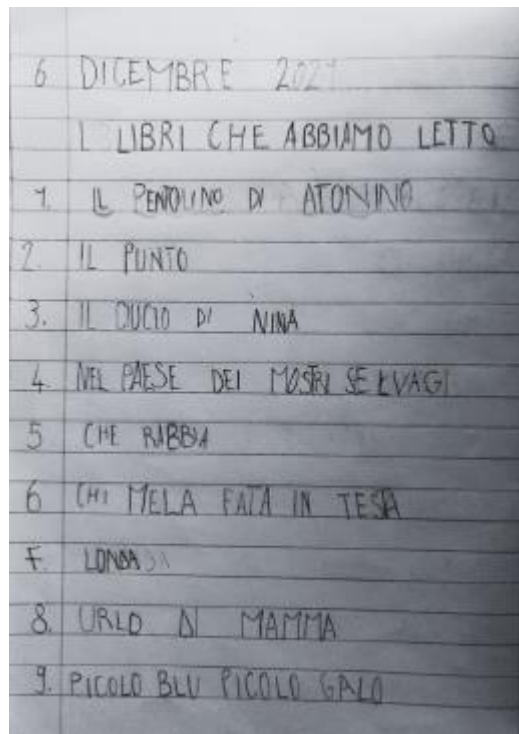 6 DICEMBRE 2021
I LIBRI CHE ABBIAMO LETTO
1. IL PENTOLINO DI ATONINO
2. IL PUNTO
3. IL DUCIO DI NINA
4 NEL PAESE DEI MOSTRI SELVAGI
5 CHE RABBIA
6 CHI MELA FATA IN TESTA
7. LONDA
8. URLO DI MAMMA
9. PICOLO BLU PICOLO GALO